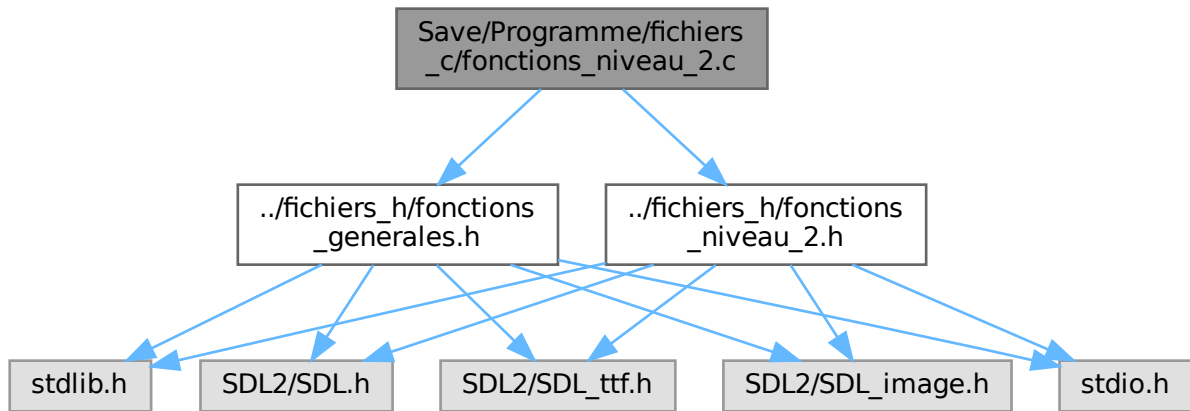 Save/Programme/fichiers
_c/fonctions_niveau_2.c
../fichiers_h/fonctions
_generales.h
../fichiers_h/fonctions
_niveau_2.h
stdlib.h
SDL2/SDL.h
SDL2/SDL_ttf.h
SDL2/SDL_image.h
stdio.h